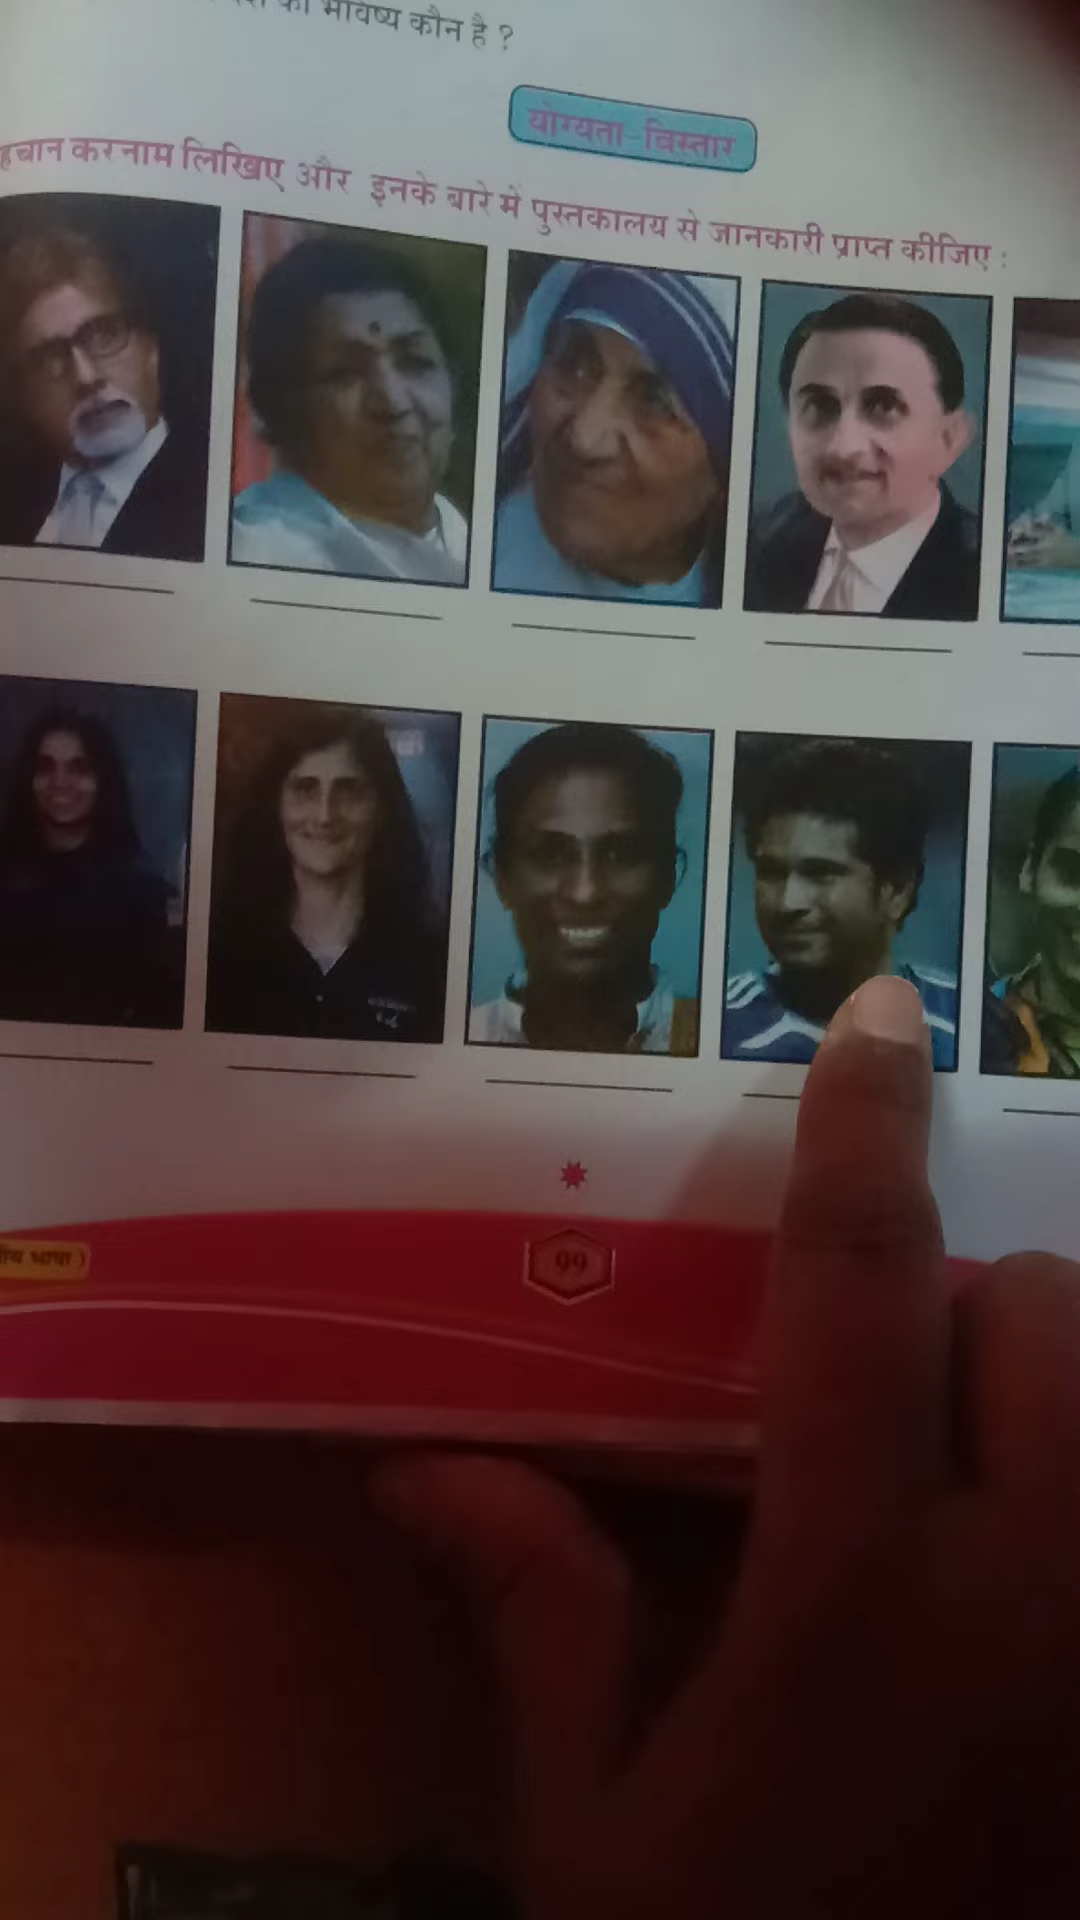 का भविष्य कौन है ?
योग्यता - विस्तार
हचान कर नाम लिखिए और इनके बारे में पुस्तकालय से जानकारी प्राप्त कीजिए :
ीय भाषा )
99